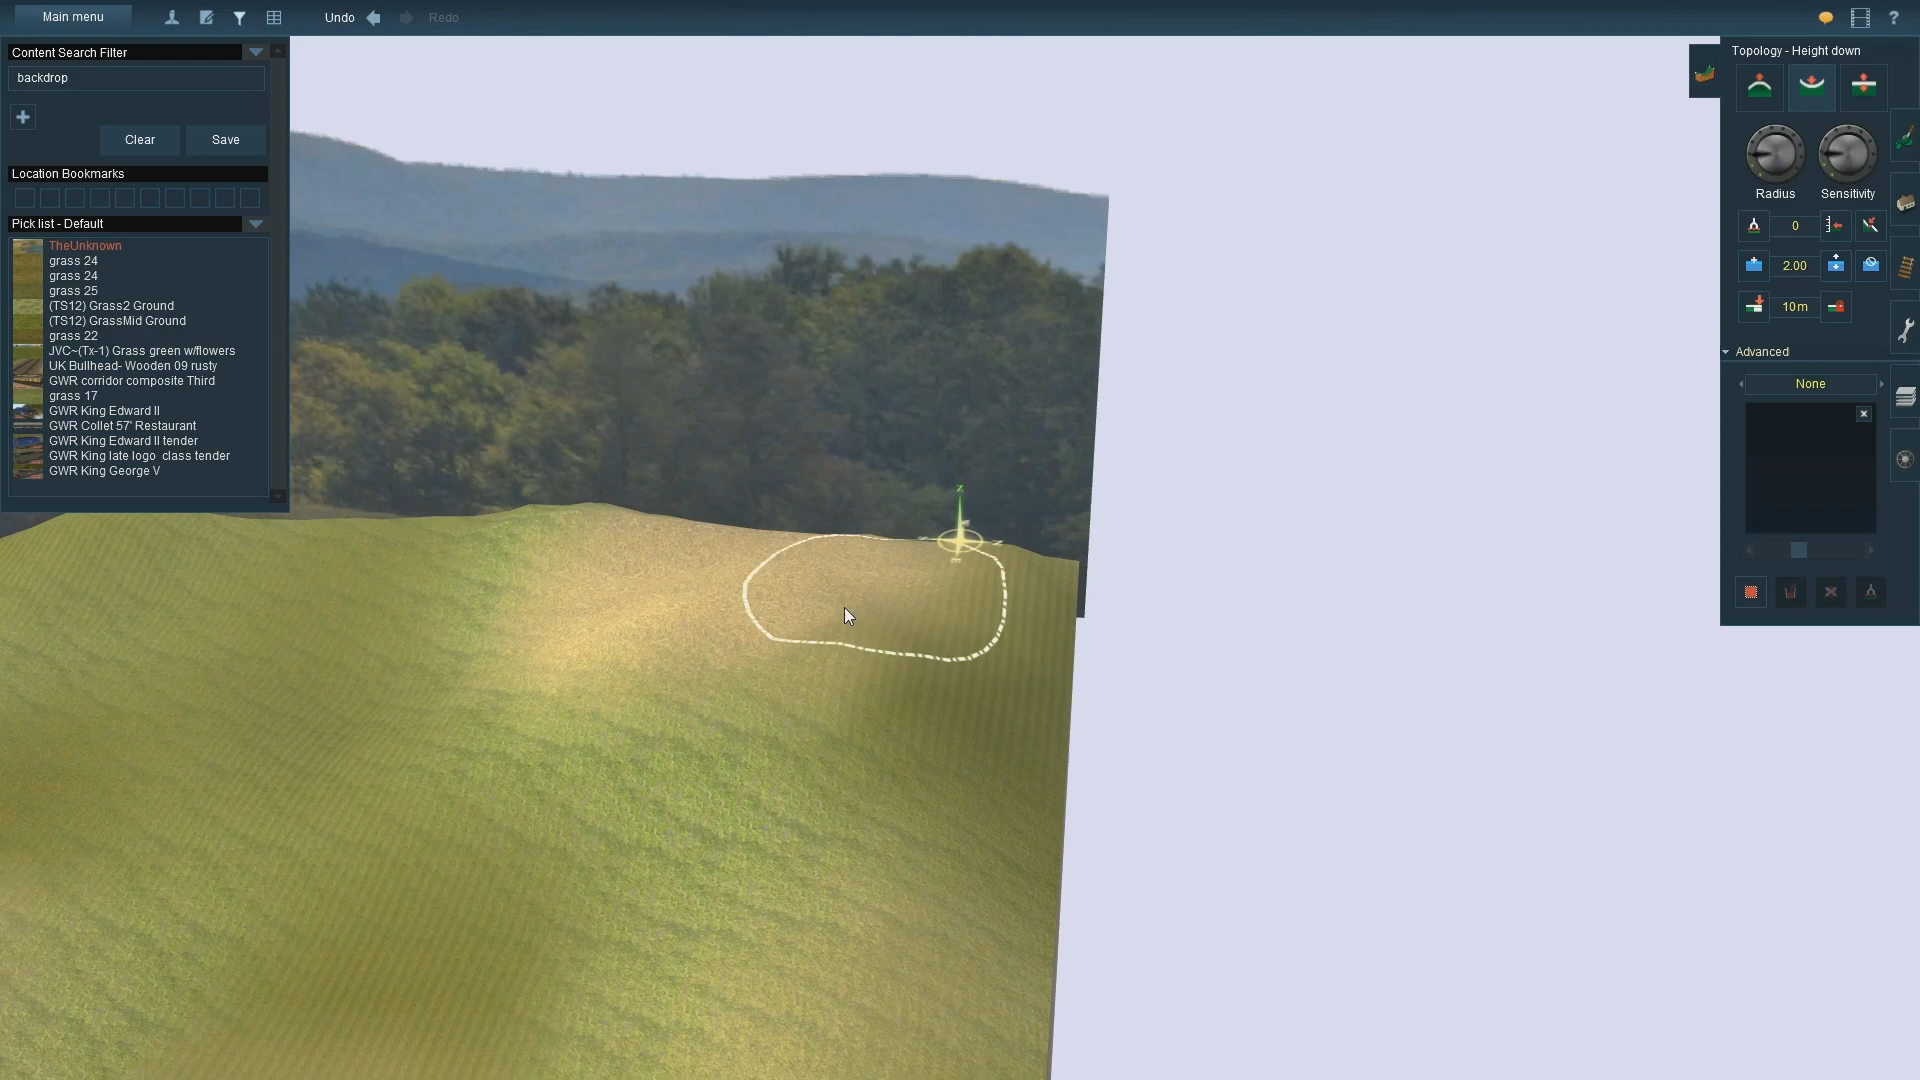 Main menu
Undo
Redo
?
Content Search Filter
backdrop
Clear
Save
Location Bookmarks
Pick list - Default
TheUnknown
grass 24
grass 24
grass 25
(TS12) Grass2 Ground
(TS12) GrassMid Ground
grass 22
JVC~(Tx-1) Grass green w/flowers
UK Bullhead- Wooden 09 rusty
GWR corridor composite Third
grass 17
GWR King Edward II
GWR Collet 57' Restaurant
GWR King Edward II tender
GWR King late logo  class tender
GWR King George V
Z
Topology - Height down
Radius
Sensitivity
0
2.00
10m
Advanced
None